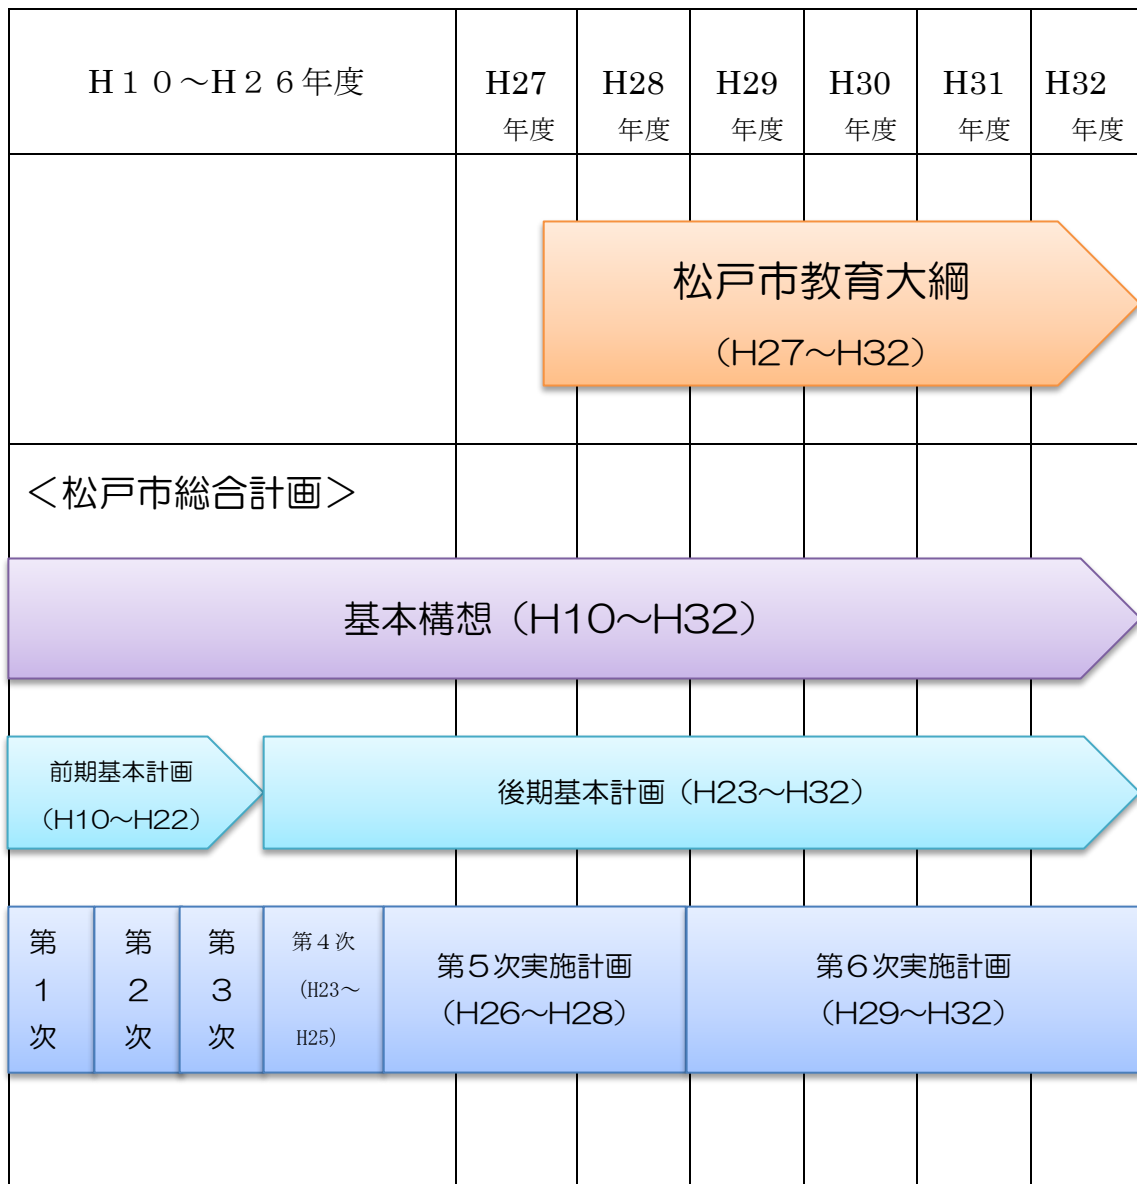 H１０～H２６年度
H27
年度
H28
年度
H29
年度
H30
年度
H31
年度
H32
年度
松戸市教育大綱
（H27～H32）
＜松戸市総合計画＞
基本構想（H10～H32）
前期基本計画
（H10～H22）
後期基本計画（H23～H32）
第
１
次
第
２
次
第
３
次
第４次
（H23～
H25）
第５次実施計画
（H26～H28）
第６次実施計画
（H29～H32）